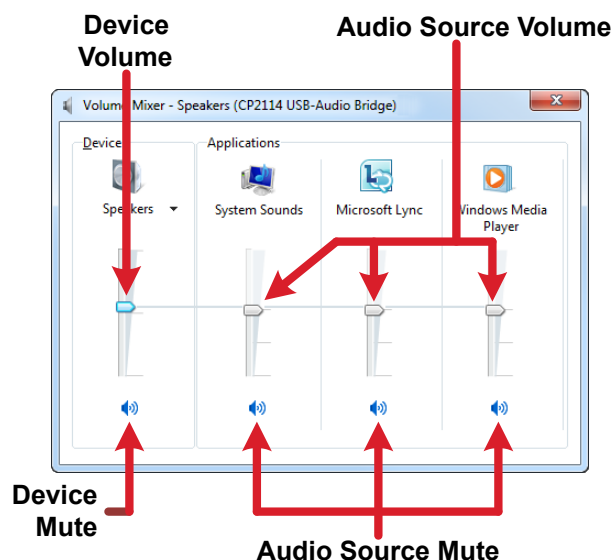 Device
Volume
Audio Source Volume
Volume Mixer - Speakers (CP2114 USB-Audio Bridge)
Device
Applications
Speakers
System Sounds
Microsoft Lync
Windows Media
Player
Device
Mute
Audio Source Mute